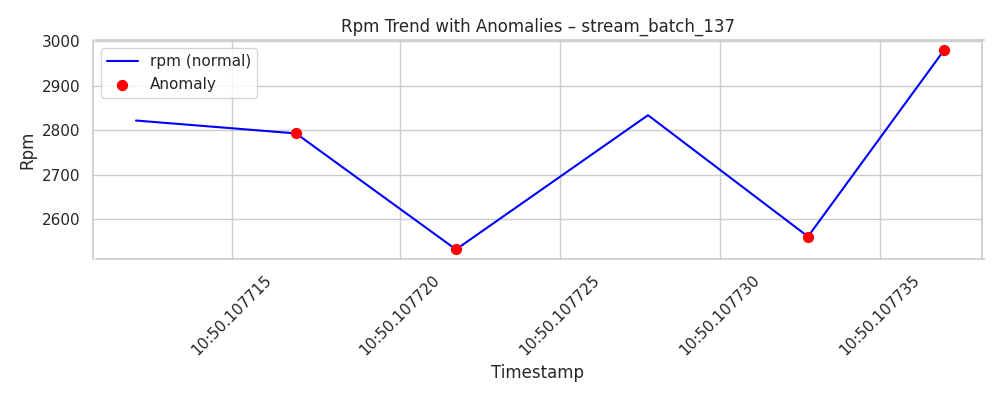 Rpm Trend with Anomalies – stream_batch_137
rpm (normal)
Anomaly
Rpm
3000
2900
2800
2700
2600
10:50.107715
10:50.107720
10:50.107725
10:50.107730
10:50.107735
Timestamp